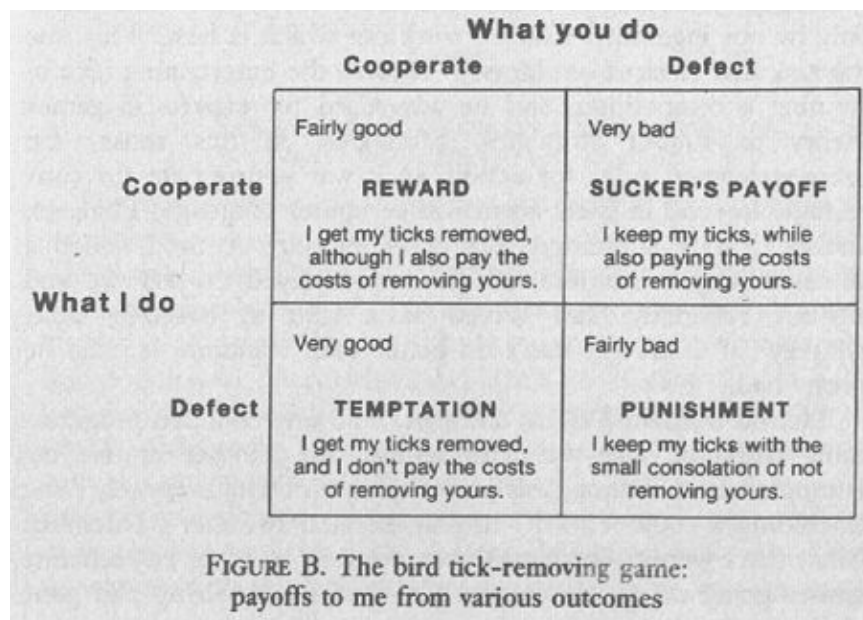 What you do
Cooperate Defect
Fairly good Very bad
Cooperate REWARD SUCKER'S PAYOFF
I get my ticks removed, I keep my ticks, while
although I also pay the also paying the costs
costs of removing yours. of removing yours.
What I do
Very good Fairly bad
Defect TEMPTATION PUNISHMENT
I get my ticks removed, I keep my ticks with the
and I don't pay the costs small consolation of not
of removing yours. removing yours.
FIGURE B. The bird tick-removing game:
payoffs to me from various outcomes